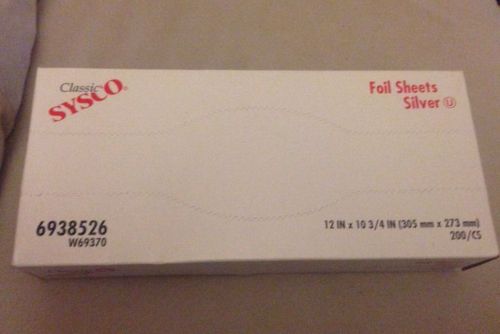 Classic
SYSCO®
Foil Sheets
Silver Ⓤ
6938526
W69370
12 IN x 10 3/4 IN (305 mm x 273 mm)
200/CS